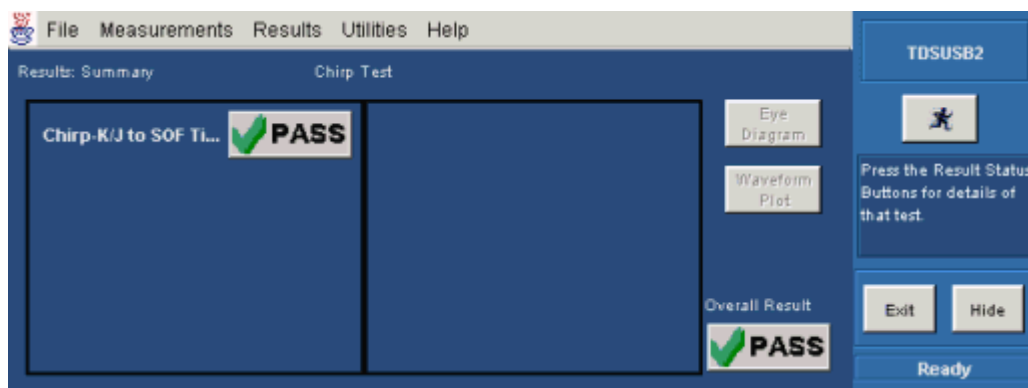 File Measurements Results Utilities Help
TDSUSB2
Results: Summary Chirp Test
Chirp-K/J to SOF Ti... PASS
Eye
Diagram
Waveform
Plot
Press the Result Status
Buttons for details of
that test.
Overall Result
PASS
Exit Hide
Ready